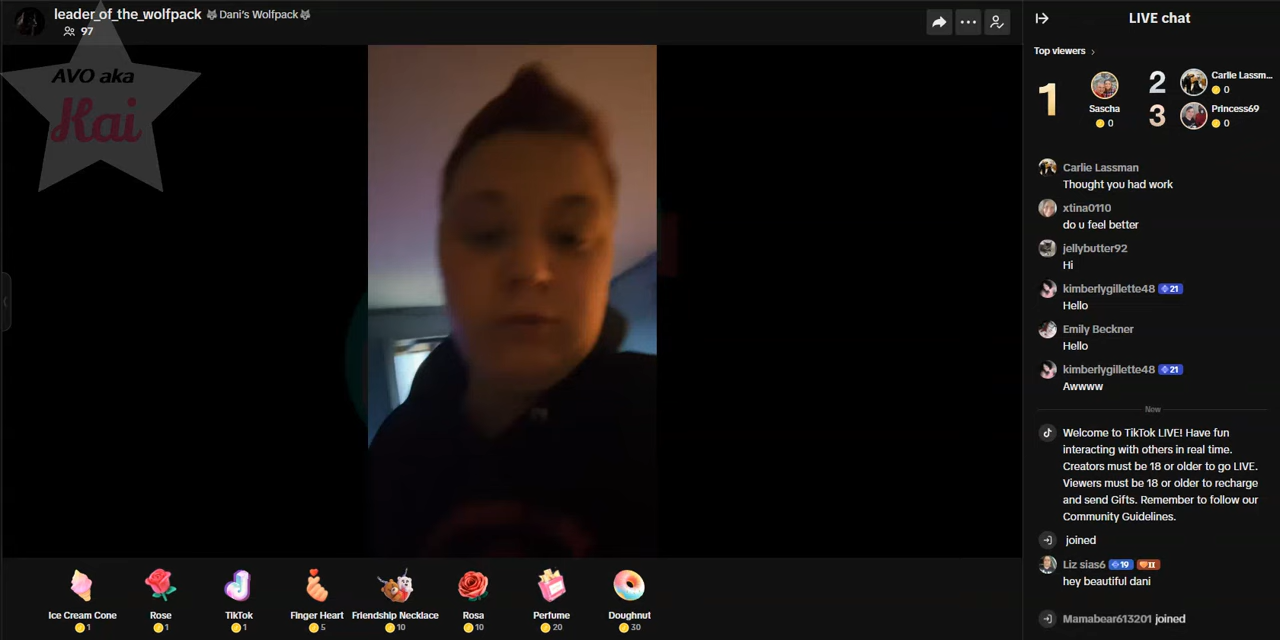 leader_of_the_wolfpack 🐺Dani's Wolfpack🐺
97
AVO aka
Kai
LIVE chat
Top viewers
1
Sascha
0
2
Carlie Lassm...
0
3
Princess69
0
Carlie Lassman
Thought you had work
xtina0110
do u feel better
jellybutter92
Hi
kimberlygillette48 21
Hello
Emily Beckner
Hello
kimberlygillette48 21
Awwww
New
Welcome to TikTok LIVE! Have fun
interacting with others in real time.
Creators must be 18 or older to go LIVE.
Viewers must be 18 or older to recharge
and send Gifts. Remember to follow our
Community Guidelines.
joined
Liz sias6 19 II
hey beautiful dani
Mamabear613201 joined
Ice Cream Cone
1
Rose
1
TikTok
1
Finger Heart
5
Friendship Necklace
10
Rosa
10
Perfume
20
Doughnut
30